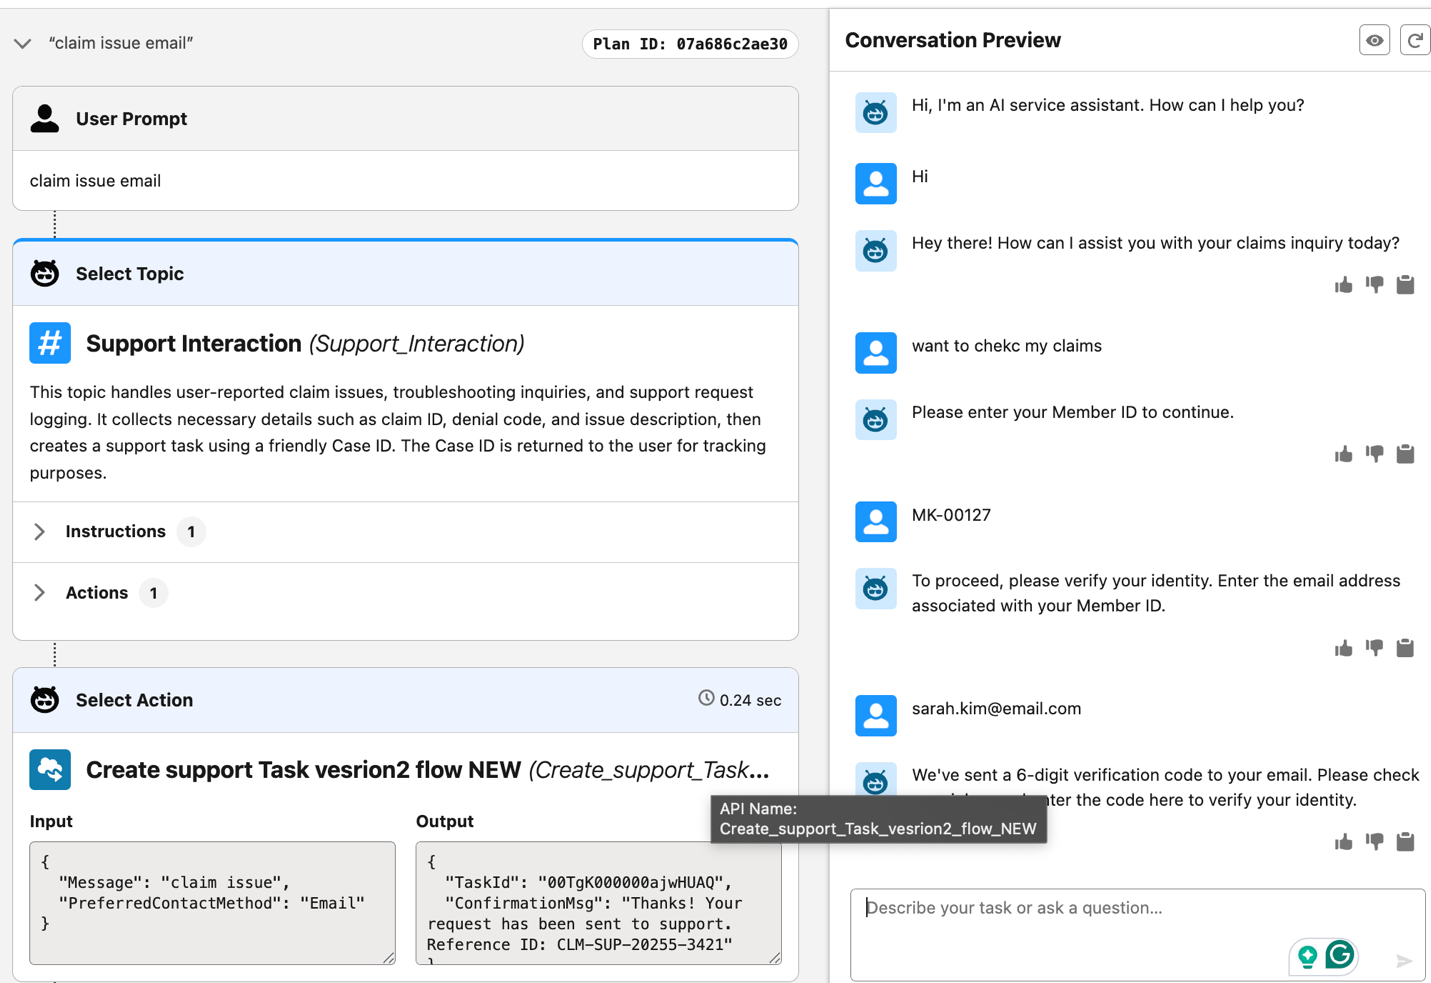 “claim issue email”
Plan ID: 07a686c2ae30
User Prompt
claim issue email
Select Topic
Support Interaction (Support_Interaction)
This topic handles user-reported claim issues, troubleshooting inquiries, and support request
logging. It collects necessary details such as claim ID, denial code, and issue description, then
creates a support task using a friendly Case ID. The Case ID is returned to the user for tracking
purposes.
Instructions 1
Actions 1
Select Action
0.24 sec
Create support Task vesrion2 flow NEW (Create_support_Task...
Input
{
"Message": "claim issue",
"PreferredContactMethod": "Email"
}
Output
{
"TaskId": "00TgK000000ajwHUAQ",
"ConfirmationMsg": "Thanks! Your
request has been sent to support.
Reference ID: CLM-SUP-20255-3421"
}
API Name:
Create_support_Task_vesrion2_flow_NEW
Conversation Preview
Hi, I'm an AI service assistant. How can I help you?
Hi
Hey there! How can I assist you with your claims inquiry today?
want to chekc my claims
Please enter your Member ID to continue.
MK-00127
To proceed, please verify your identity. Enter the email address
associated with your Member ID.
sarah.kim@email.com
We've sent a 6-digit verification code to your email. Please check
the code here to verify your identity.
Describe your task or ask a question...